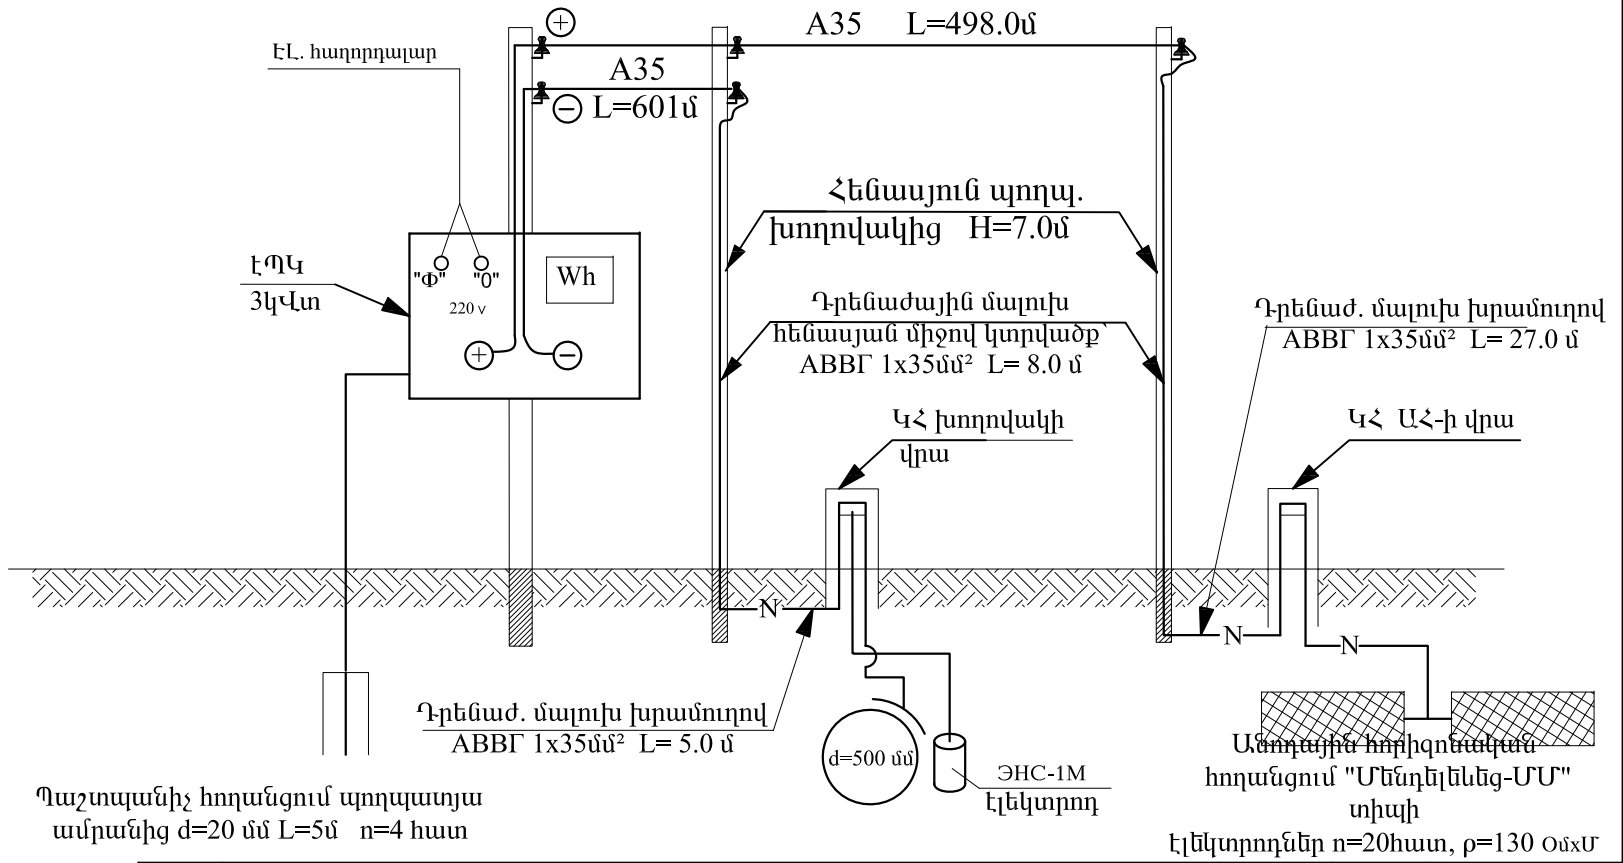 A35 L=498.0մ
ԷԼ. հաղորդալար
A35
L=601մ
Հենասյուն պողպ.
խողովակից H=7.0մ
ԷՊԿ
3կՎտ
"Ф" "0"
Wh
220 v
Դրենաժային մալուխ
հենասյան միջով կտրվածք՝
АВВГ 1x35մմ² L= 8.0 մ
Դրենաժ. մալուխ խրամուղով
АВВГ 1x35մմ² L= 27.0 մ
ԿՀ խողովակի
վրա
ԿՀ ԱՀ-ի վրա
N
N
N
Դրենաժ. մալուխ խրամուղով
АВВГ 1x35մմ² L= 5.0 մ
d=500 մմ
ЭНС-1М
էլեկտրոդ
Պաշտպանիչ հողանցում պողպատյա
ամրանից d=20 մմ L=5մ n=4 հատ
Անոդային հորիզոնական
հողանցում "Մենդելեևեց-ՄՄ"
տիպի
էլեկտրոդներ n=20հատ, ρ=130 ՕմxՄ